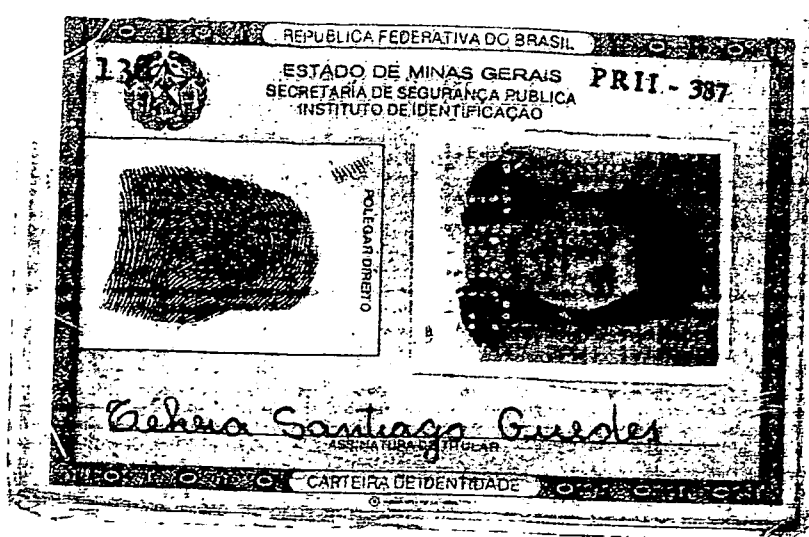 REPUBLICA FEDERATIVA DO BRASIL
ESTADO DE MINAS GERAIS
PRII - 387
SECRETARIA DE SEGURANÇA PUBLICA
INSTITUTO DE IDENTIFICAÇÃO
POLEGAR DIREITO
Santiago Guedes
ASSINATURA DO TITULAR
CARTEIRA DE IDENTIDADE